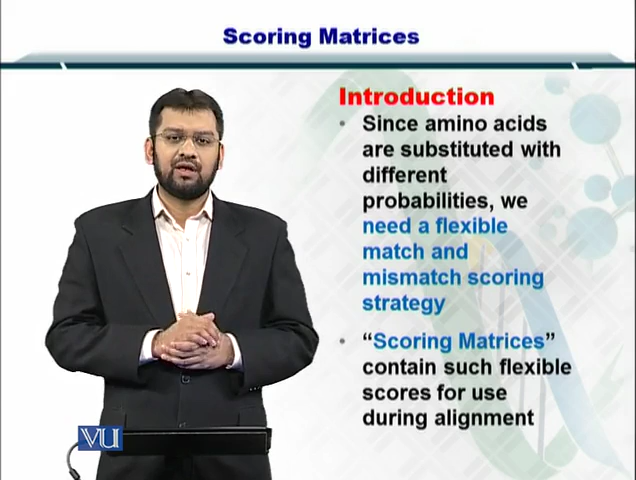 Scoring Matrices
Introduction
• Since amino acids
are substituted with
different
probabilities, we
need a flexible
match and
mismatch scoring
strategy
• “Scoring Matrices”
contain such flexible
scores for use
during alignment
VU